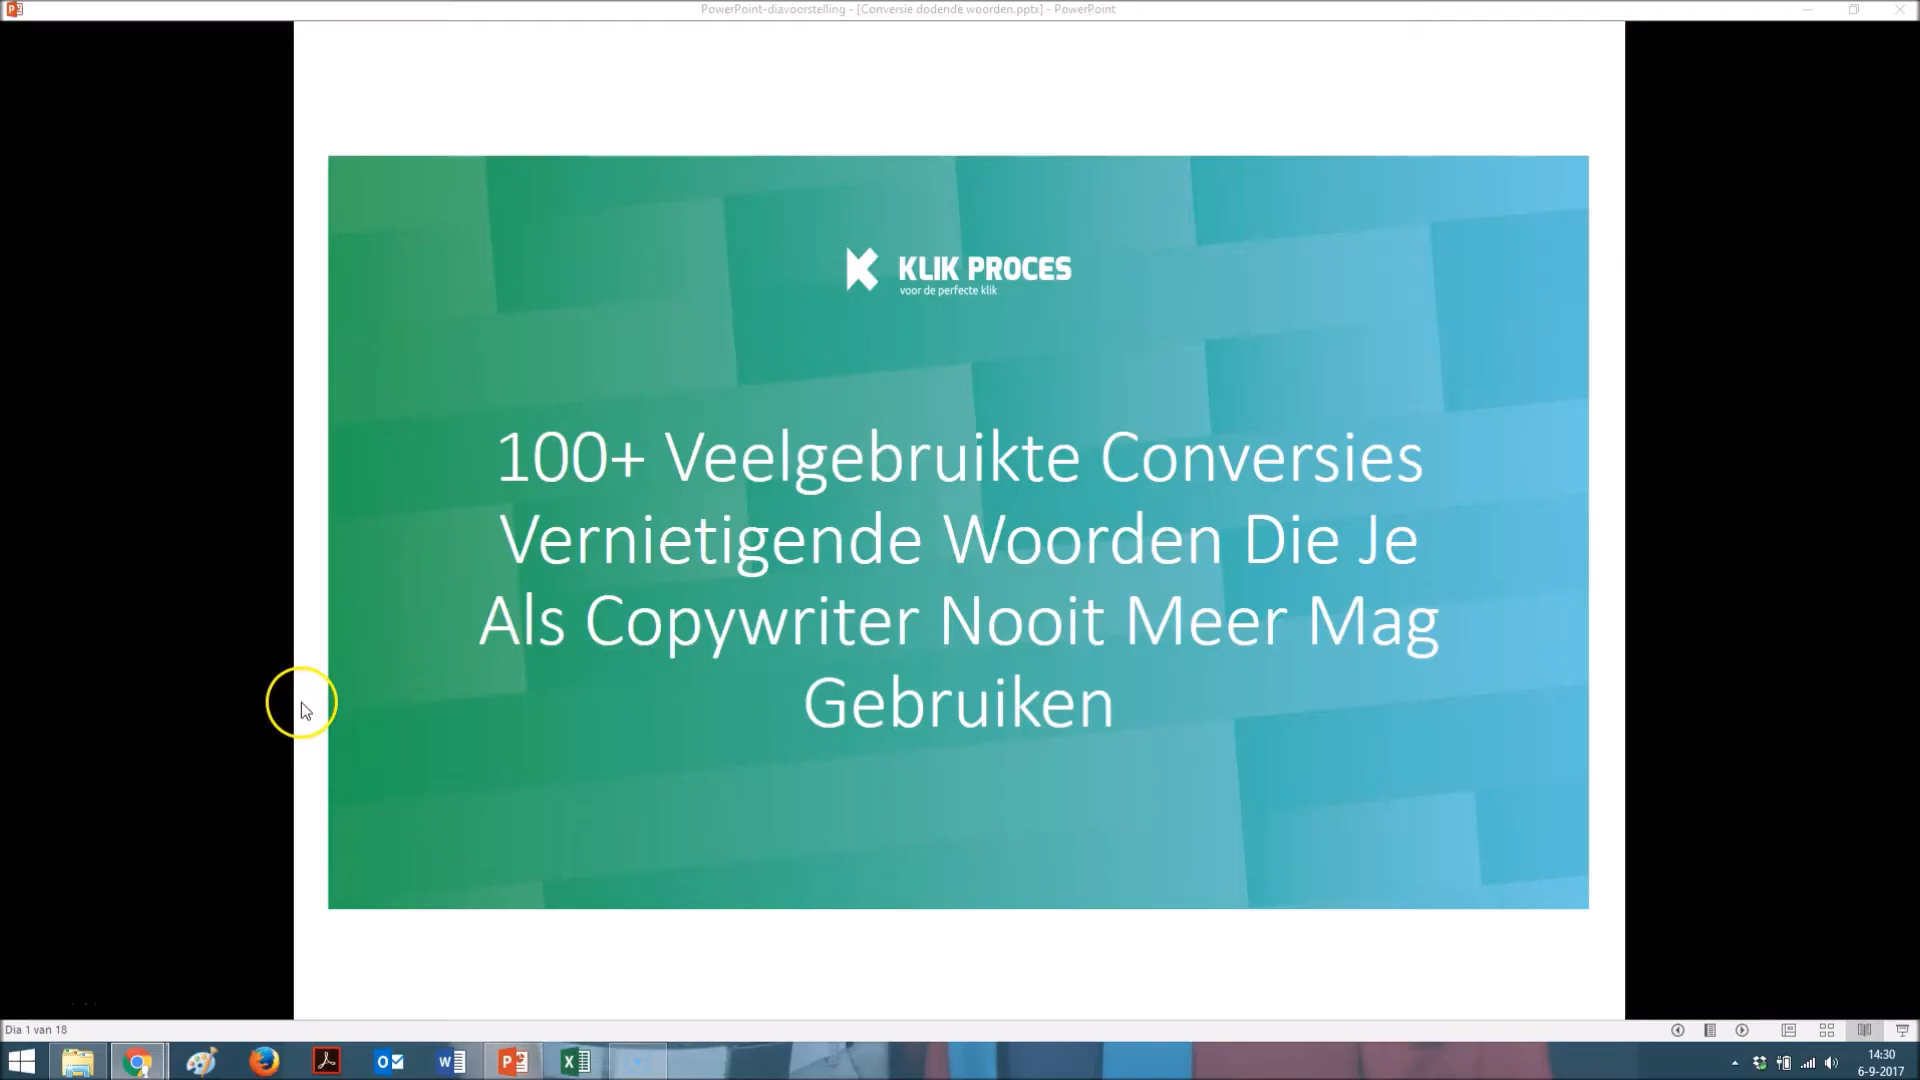 PowerPoint-diavoorstelling - [Conversie dodende woorden.pptx] - PowerPoint
KLIK PROCES
voor de perfecte klik
100+ Veelgebruikte Conversies
Vernietigende Woorden Die Je
Als Copywriter Nooit Meer Mag
Gebruiken
Dia 1 van 18
14:30
6-9-2017